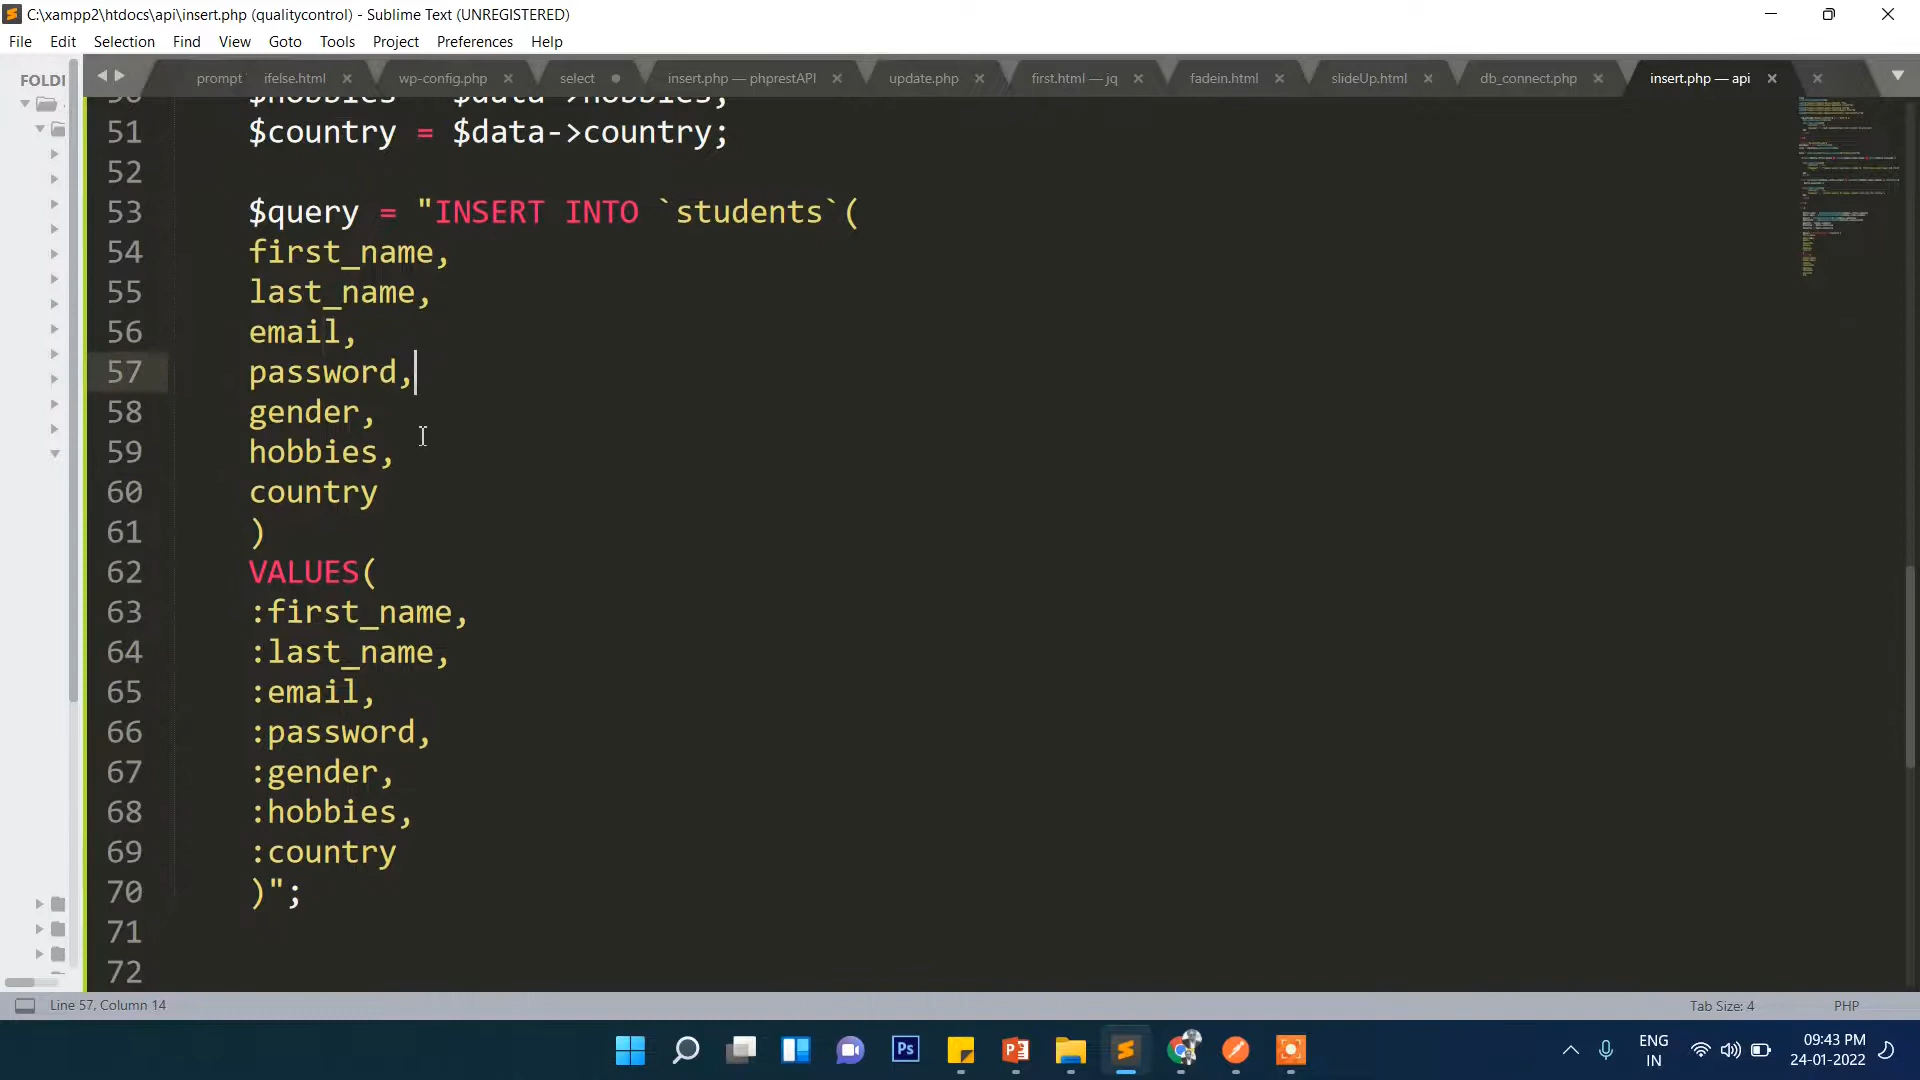 C:\xampp2\htdocs\api\insert.php (qualitycontrol) - Sublime Text (UNREGISTERED)
File Edit Selection Find View Goto Tools Project Preferences Help
FOLDI
prompt ifelse.html wp-config.php select insert.php — phprestAPI update.php first.html — jq fadein.html slideUp.html db_connect.php insert.php — api
50 $hobbies = $data->hobbies;
51 $country = $data->country;
52
53 $query = "INSERT INTO `students`(
54 first_name,
55 last_name,
56 email,
57 password,
58 gender,
59 hobbies,
60 country
61 )
62 VALUES(
63 :first_name,
64 :last_name,
65 :email,
66 :password,
67 :gender,
68 :hobbies,
69 :country
70 )";
71
72
Line 57, Column 14 Tab Size: 4 PHP
Ps
ENG
IN
09:43 PM
24-01-2022